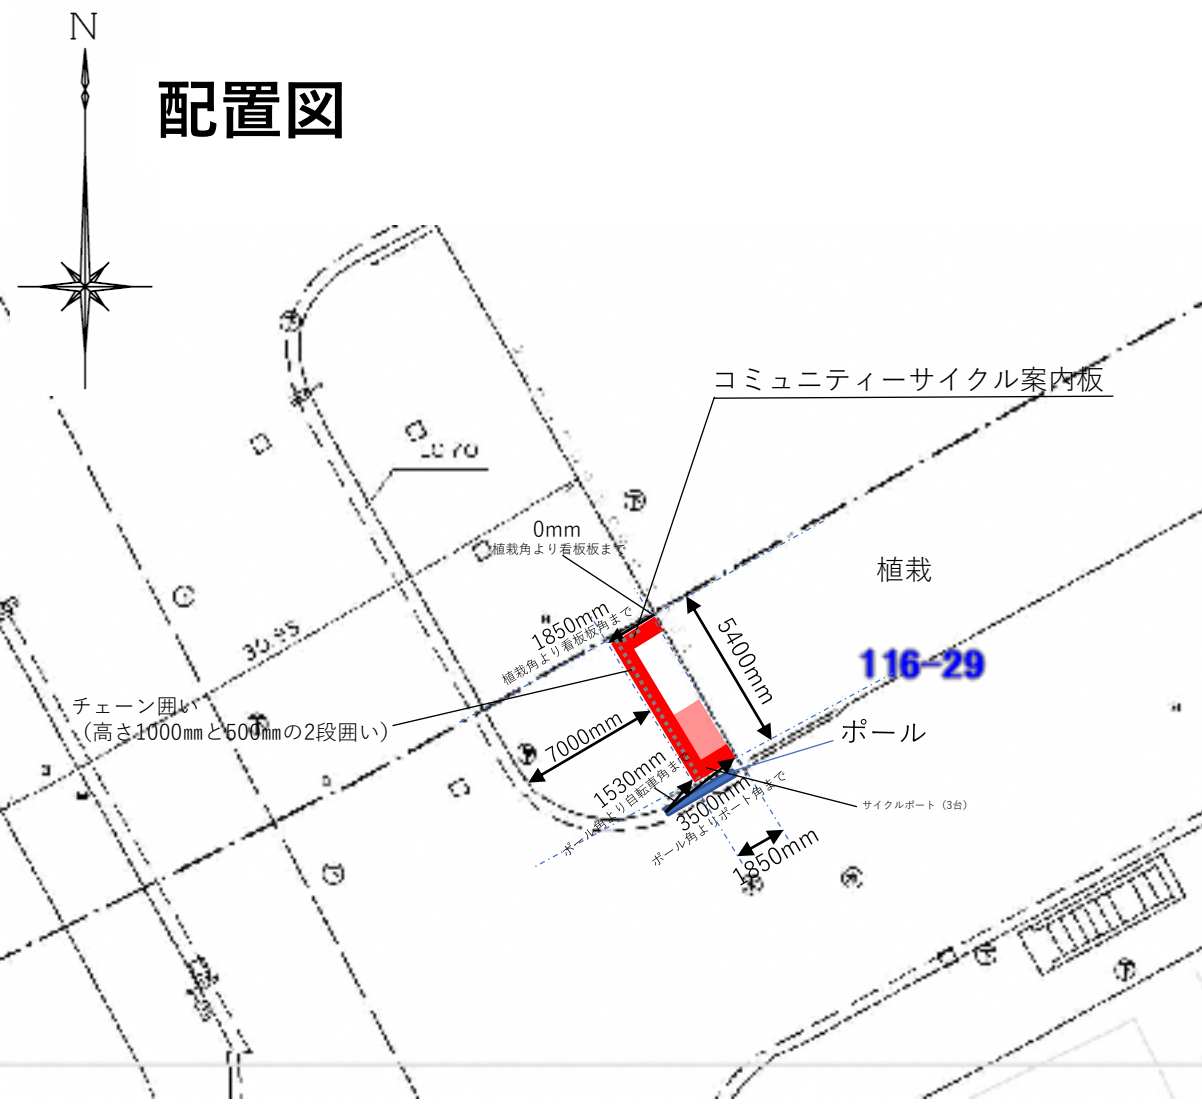 N
配置図
コミュニティーサイクル案内板
0mm
植栽角より看板板まで
植栽
1850mm
植栽角より看板板角まで
5400mm
30.95
116-29
チェーン囲い
（高さ1000㎜と500㎜の2段囲い）
7000mm
ポール
1530mm
ポール角より自転車角まで
3500mm
ポール角よりポート角まで
サイクルポート（3台）
1850mm